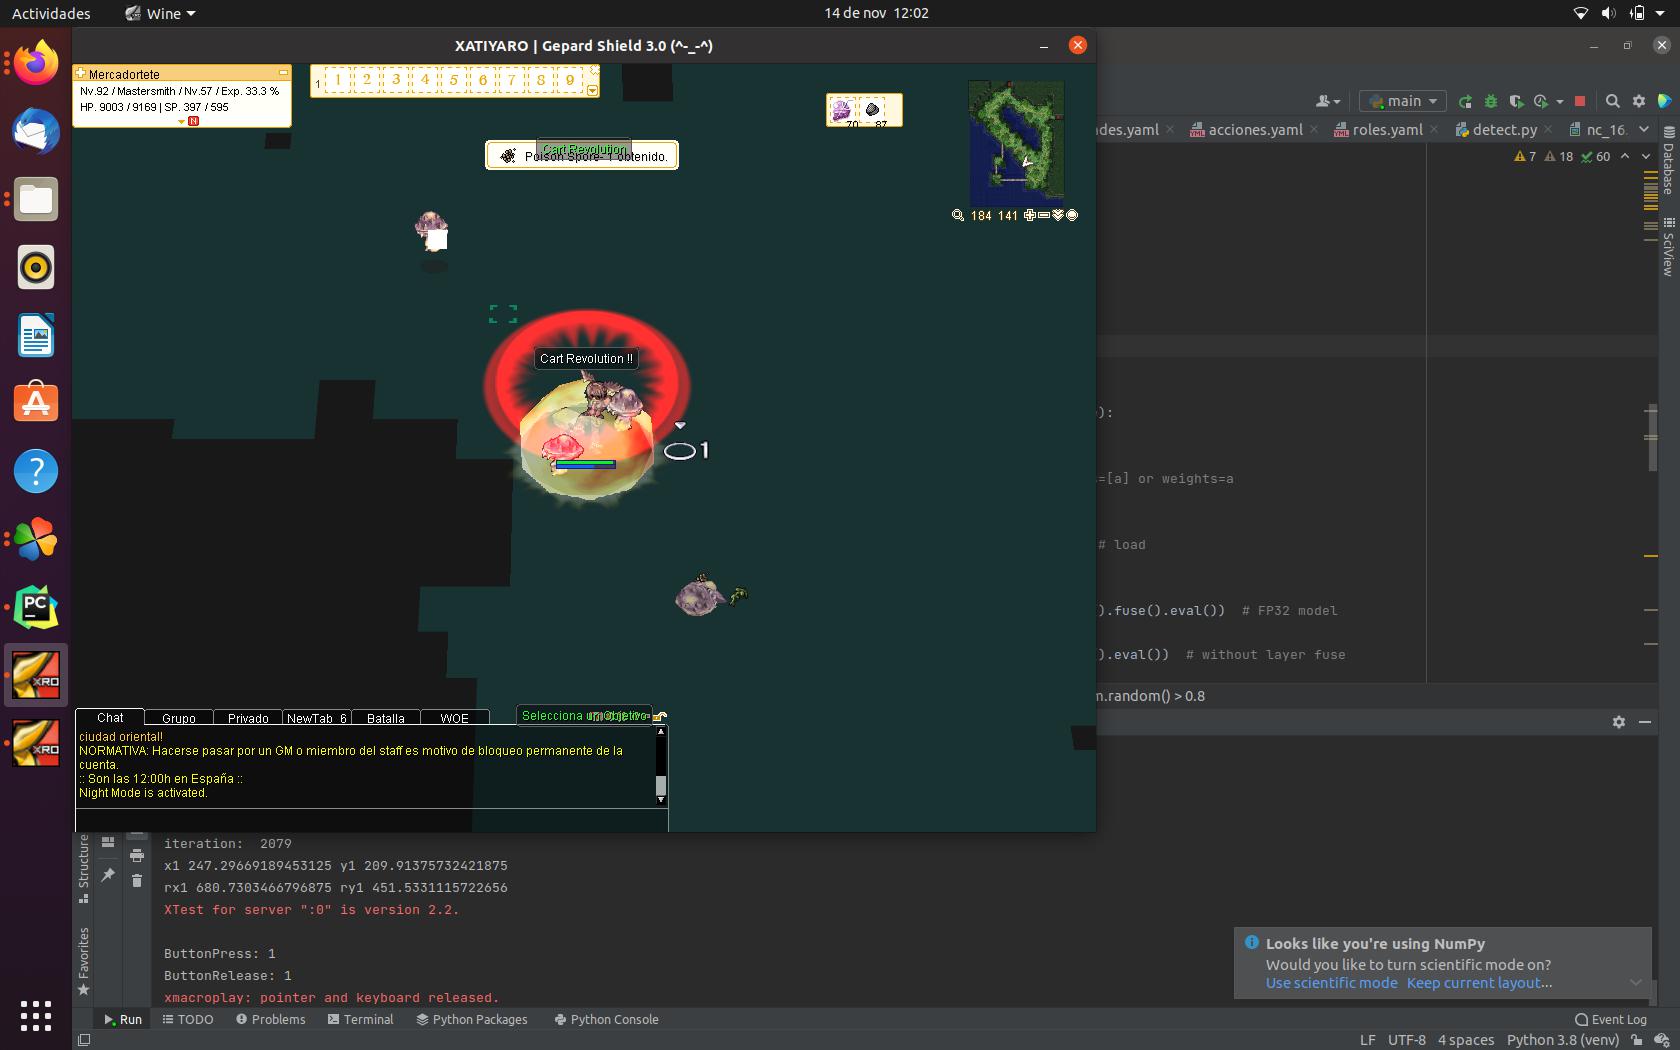 Actividades
Wine
14 de nov 12:02
XATIYARO | Gepard Shield 3.0 (^-_-^)
Mercadortete
Nv.92 / Mastersmith / Nv.57 / Exp. 33.3 %
HP. 9003 / 9169 | SP. 397 / 595
N
1 1 2 3 4 5 6 7 8 9
70 87
Cart Revolution
Poison Spore- 1 obtenido.
184 141
Cart Revolution !!
1
Chat Grupo Privado NewTab_6 Batalla WOE
Selecciona un objetivo
ciudad oriental!
NORMATIVA: Hacerse pasar por un GM o miembro del staff es motivo de bloqueo permanente de la
cuenta.
:: Son las 12:00h en España ::
Night Mode is activated.
main
ndes.yaml acciones.yaml roles.yaml detect.py nc_16.
7 18 60
Database
SciView
):
=[a] or weights=a
# load
).fuse().eval()) # FP32 model
).eval()) # without layer fuse
m.random() > 0.8
PC
XRO
XRO
Structure
Favorites
iteration: 2079
x1 247.29669189453125 y1 209.91375732421875
rx1 680.7303466796875 ry1 451.5331115722656
XTest for server ":0" is version 2.2.
ButtonPress: 1
ButtonRelease: 1
xmacroplay: pointer and keyboard released.
Looks like you're using NumPy
Would you like to turn scientific mode on?
Use scientific mode Keep current layout...
Run TODO Problems Terminal Python Packages Python Console
Event Log
LF UTF-8 4 spaces Python 3.8 (venv)